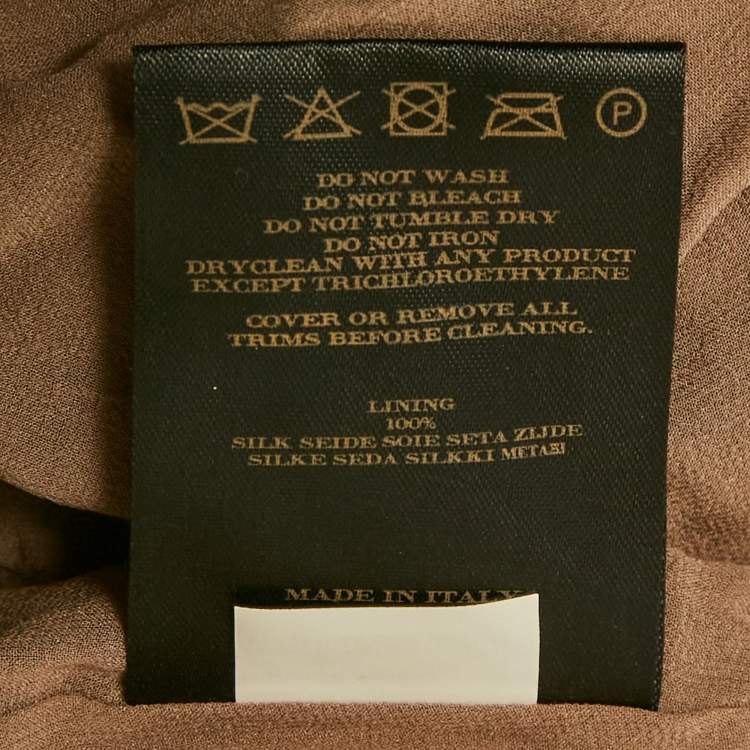 P
DO NOT WASH
DO NOT BLEACH
DO NOT TUMBLE DRY
DO NOT IRON
DRYCLEAN WITH ANY PRODUCT
EXCEPT TRICHLOROETHYLENE
COVER OR REMOVE ALL
TRIMS BEFORE CLEANING.
LINING
100%
SILK SEIDE SOIE SETA ZIJDE
SILKE SEDA SILKKI ΜΕΤΑΞΙ
MADE IN ITALY